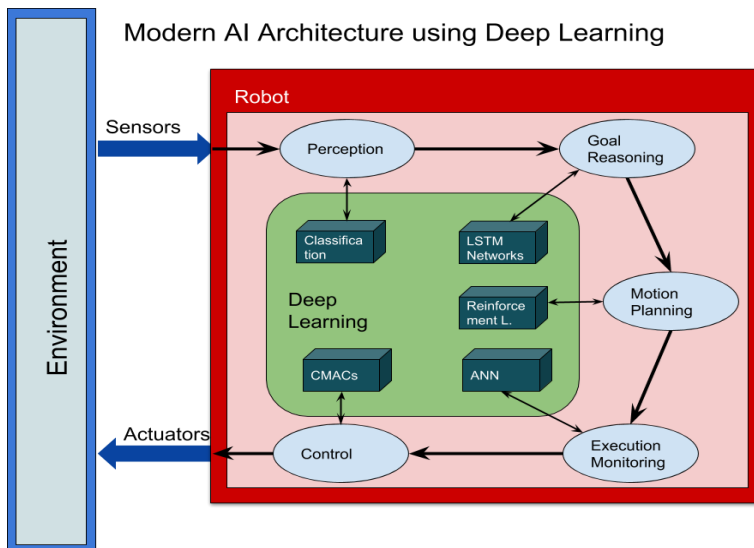 Modern AI Architecture using Deep Learning
Robot
Sensors
Perception
Goal
Reasoning
Classifica
tion
LSTM
Networks
Environment
Deep
Learning
Reinforce
ment L.
Motion
Planning
CMACs
ANN
Actuators
Control
Execution
Monitoring